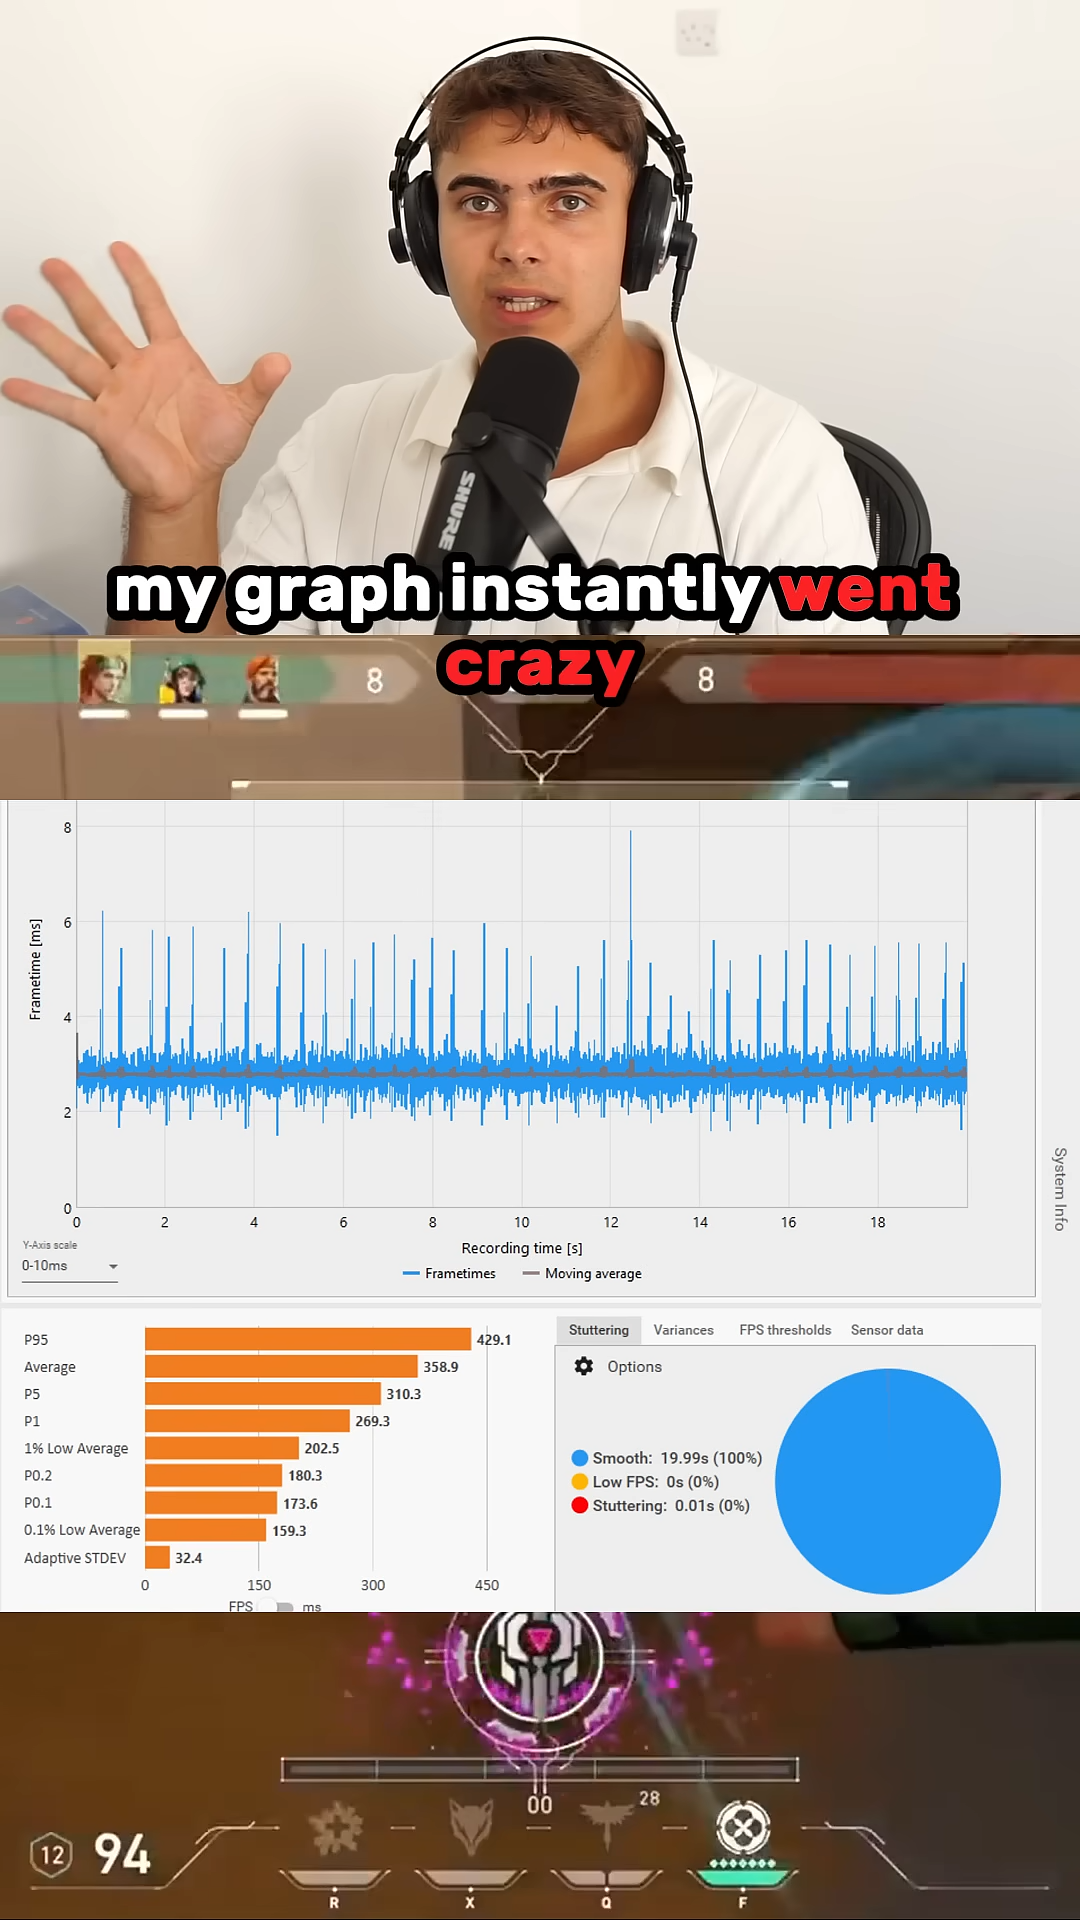 SHURE
my graph instantly went
crazy
8
8
8
6
4
2
0
Frametime [ms]
0 2 4 6 8 10 12 14 16 18
Recording time [s]
Y-Axis scale
0-10ms
Frametimes Moving average
System Info
P95 429.1
Average 358.9
P5 310.3
P1 269.3
1% Low Average 202.5
P0.2 180.3
P0.1 173.6
0.1% Low Average 159.3
Adaptive STDEV 32.4
0 150 300 450
FPS ms
Stuttering Variances FPS thresholds Sensor data
Options
Smooth: 19.99s (100%)
Low FPS: 0s (0%)
Stuttering: 0.01s (0%)
00
28
12 94
R X Q F